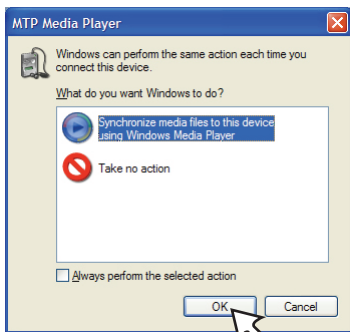 MTP Media Player
Windows can perform the same action each time you
connect this device.
What do you want Windows to do?
Synchronize media files to this device
using Windows Media Player
Take no action
Always perform the selected action
OK Cancel